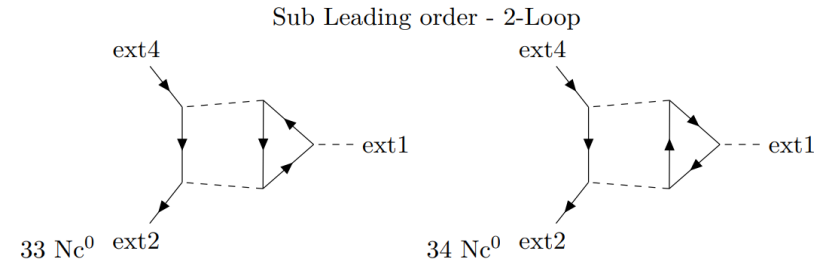 Sub Leading order - 2-Loop
ext4 ext4
ext1 ext1
33 Nc⁰ ext2 34 Nc⁰ ext2